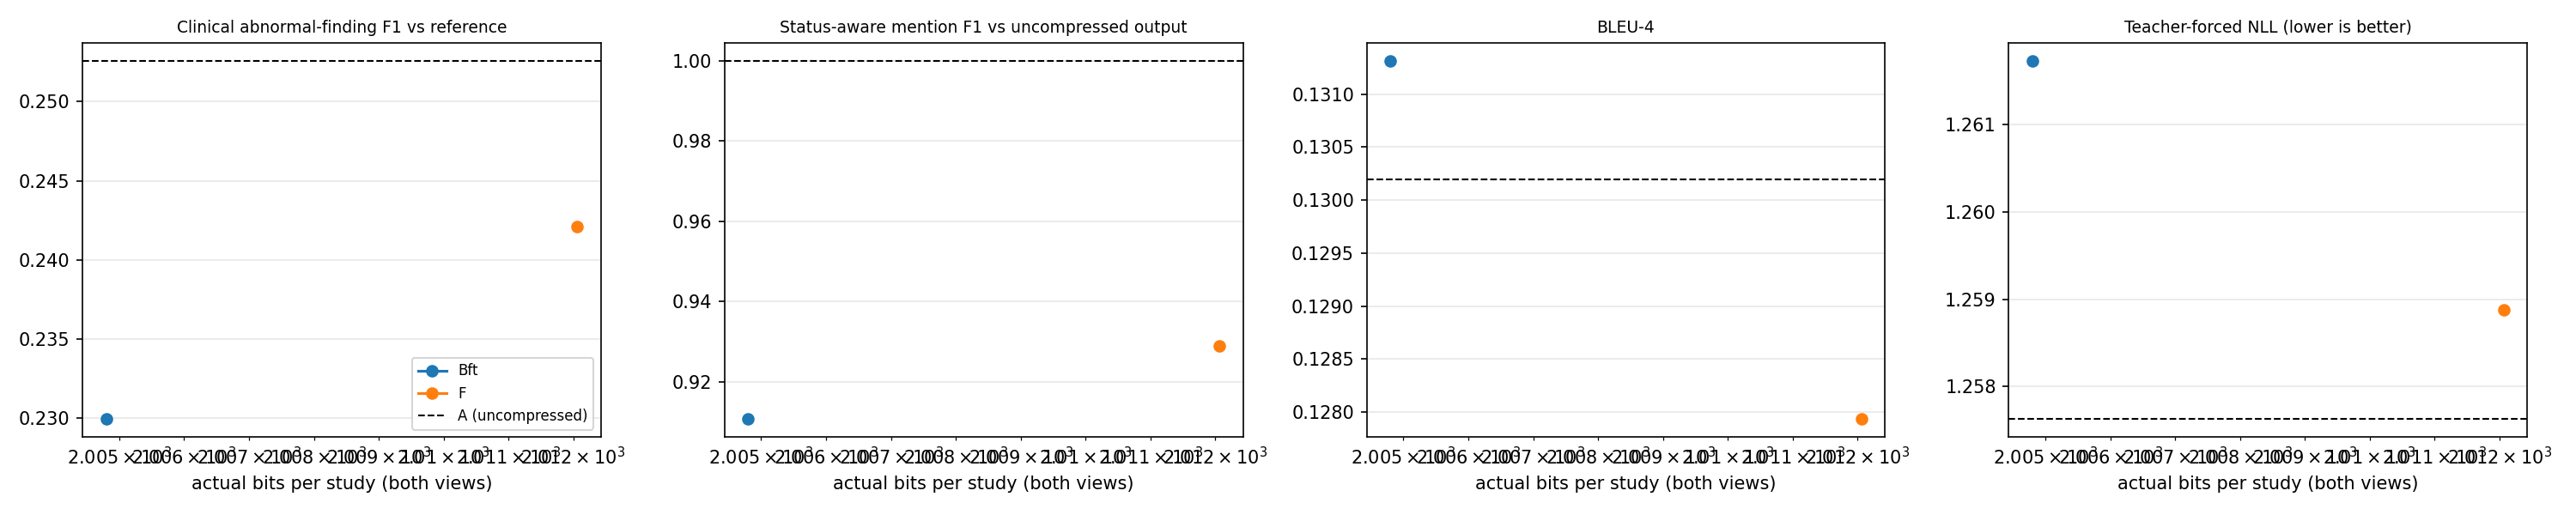 Clinical abnormal-finding F1 vs reference
0.250
0.245
0.240
0.235
0.230
Bft
F
A (uncompressed)
actual bits per study (both views)
Status-aware mention F1 vs uncompressed output
1.00
0.98
0.96
0.94
0.92
actual bits per study (both views)
BLEU-4
0.1310
0.1305
0.1300
0.1295
0.1290
0.1285
0.1280
actual bits per study (both views)
Teacher-forced NLL (lower is better)
1.261
1.260
1.259
1.258
actual bits per study (both views)